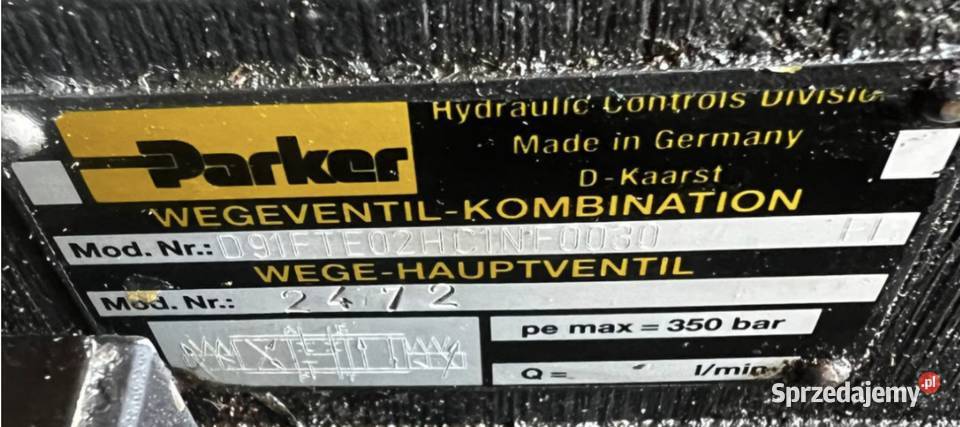 Parker
Hydraulic Controls DIVISION
Made in Germany
D-Kaarst
WEGEVENTIL-KOMBINATION
Mod. Nr.: D91FTE02HC1NF0030
WEGE-HAUPTVENTIL
Mod. Nr.: 2472
pe max = 350 bar
Q = l/min
Sprzedajemy.pl